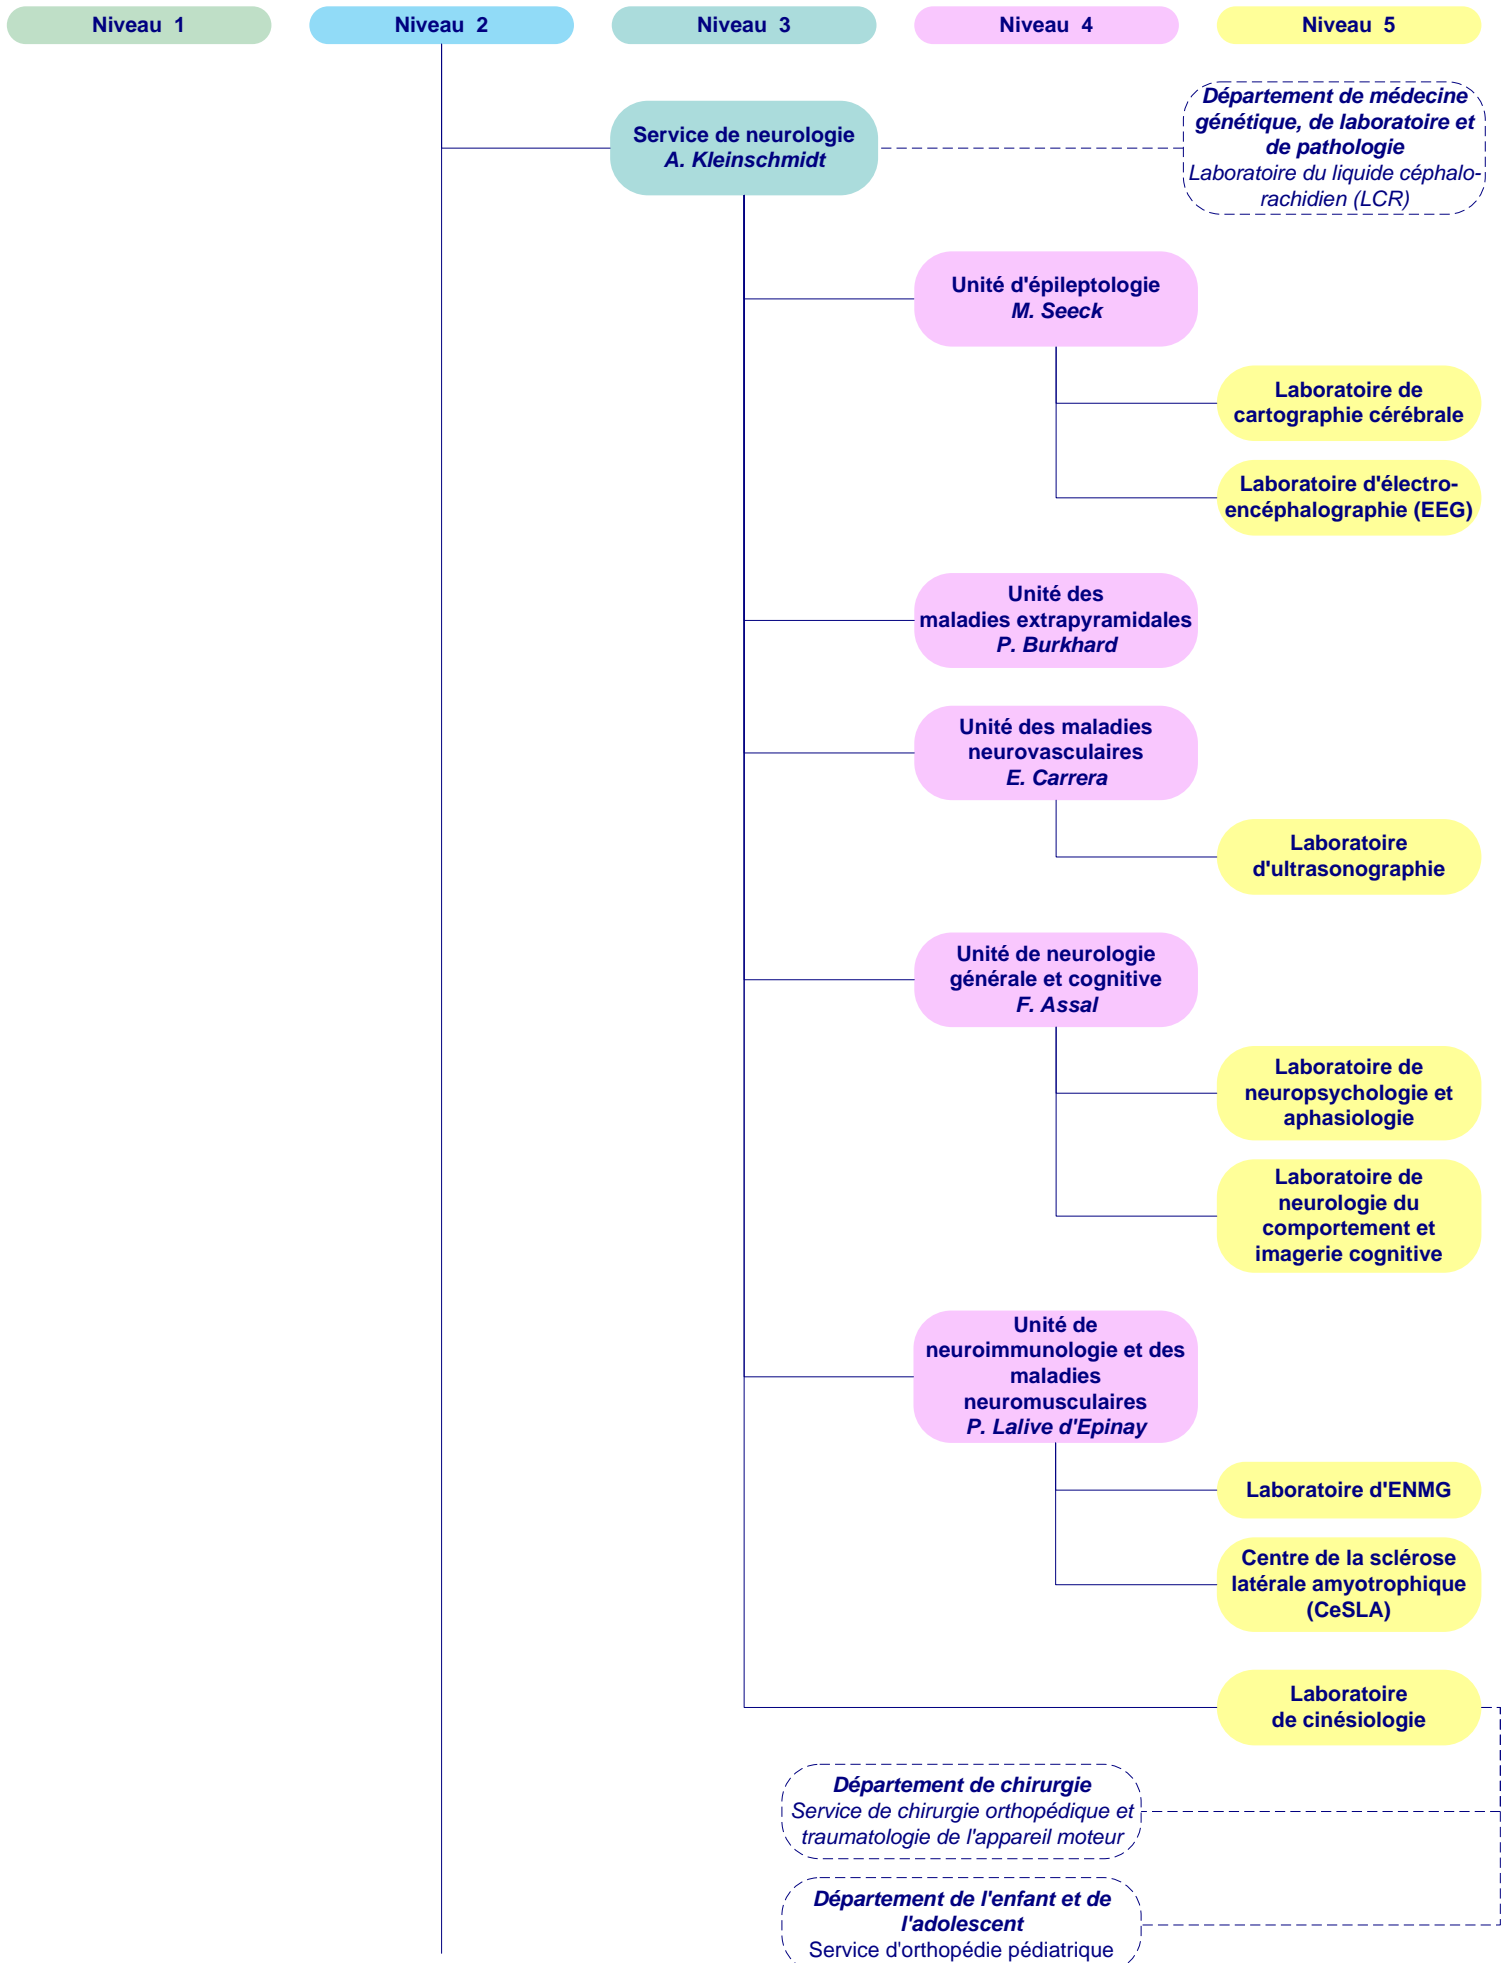 Niveau 1
Niveau 2
Niveau 3
Niveau 4
Niveau 5
Service de neurologie
A. Kleinschmidt
Département de médecine
génétique, de laboratoire et
de pathologie
Laboratoire du liquide céphalo-
rachidien (LCR)
Unité d'épileptologie
M. Seeck
Laboratoire de
cartographie cérébrale
Laboratoire d'électro-
encéphalographie (EEG)
Unité des
maladies extrapyramidales
P. Burkhard
Unité des maladies
neurovasculaires
E. Carrera
Laboratoire
d'ultrasonographie
Unité de neurologie
générale et cognitive
F. Assal
Laboratoire de
neuropsychologie et
aphasiologie
Laboratoire de
neurologie du
comportement et
imagerie cognitive
Unité de
neuroimmunologie et des
maladies
neuromusculaires
P. Lalive d'Epinay
Laboratoire d'ENMG
Centre de la sclérose
latérale amyotrophique
(CeSLA)
Laboratoire
de cinésiologie
Département de chirurgie
Service de chirurgie orthopédique et
traumatologie de l'appareil moteur
Département de l'enfant et de
l'adolescent
Service d'orthopédie pédiatrique